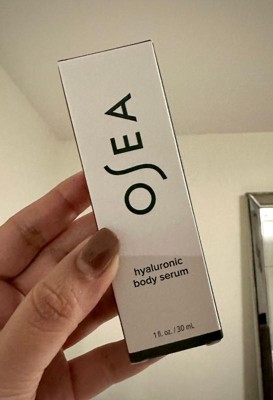 OSEA
hyaluronic
body serum
1 fl. oz. / 30 mL